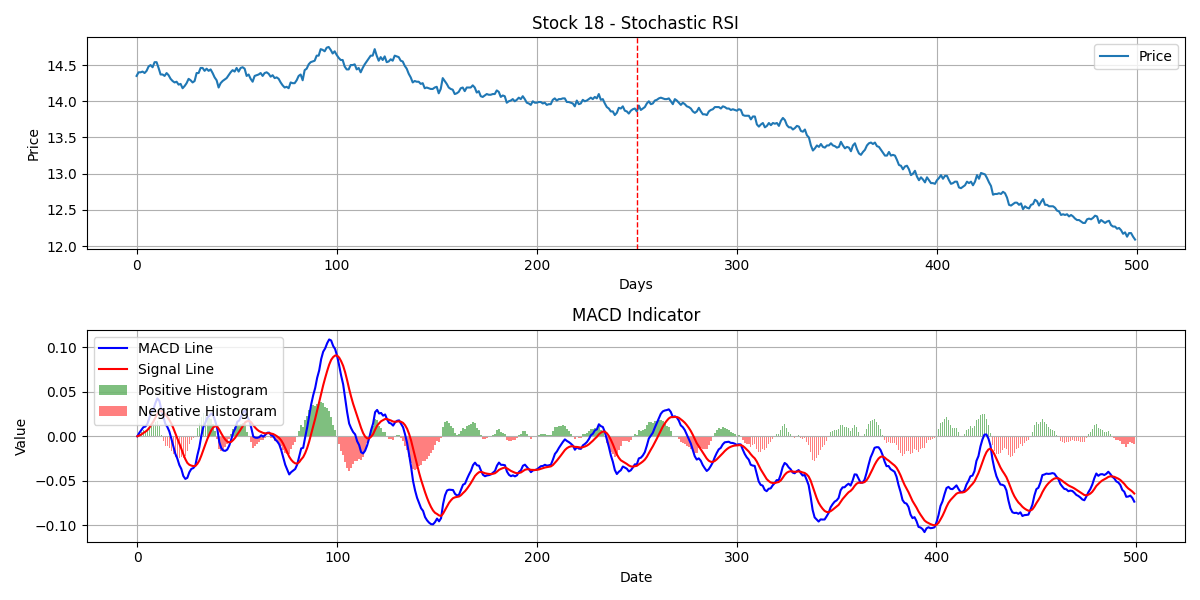 Stock 18 - Stochastic RSI
Price
14.5
14.0
13.5
13.0
12.5
12.0
Price
0 100 200 300 400 500
Days
MACD Indicator
MACD Line
Signal Line
Positive Histogram
Negative Histogram
0.10
0.05
0.00
−0.05
−0.10
Value
0 100 200 300 400 500
Date